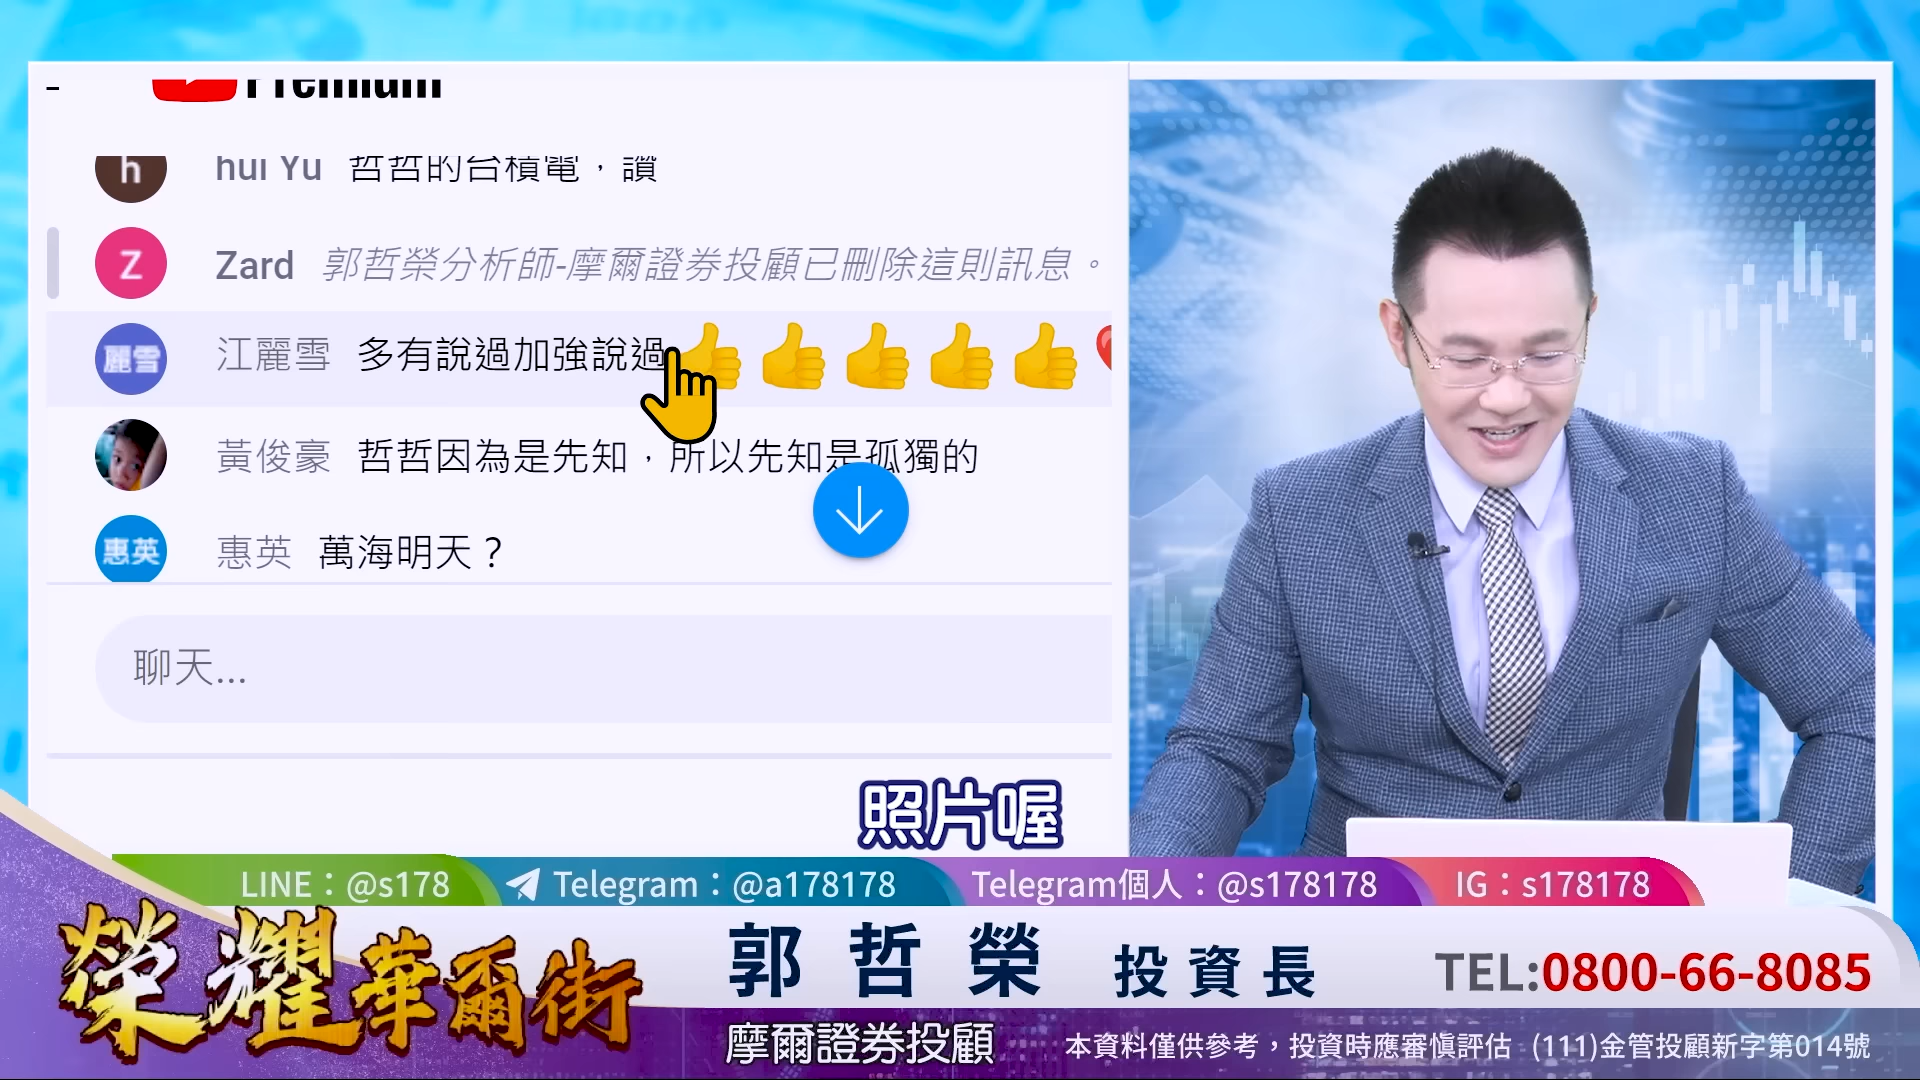 Premium
h
hui Yu 哲哲的台積電，讚
Z
Zard 郭哲榮分析師-摩爾證券投顧已刪除這則訊息。
麗雪
江麗雪 多有說過加強說過
黃俊豪 哲哲因為是先知，所以先知是孤獨的
惠英
惠英 萬海明天？
聊天...
照片喔
LINE：@s178
Telegram：@a178178
Telegram個人：@s178178
IG：s178178
榮耀華爾街
郭哲榮 投資長
TEL:0800-66-8085
摩爾證券投顧
本資料僅供參考，投資時應審慎評估 (111)金管投顧新字第014號